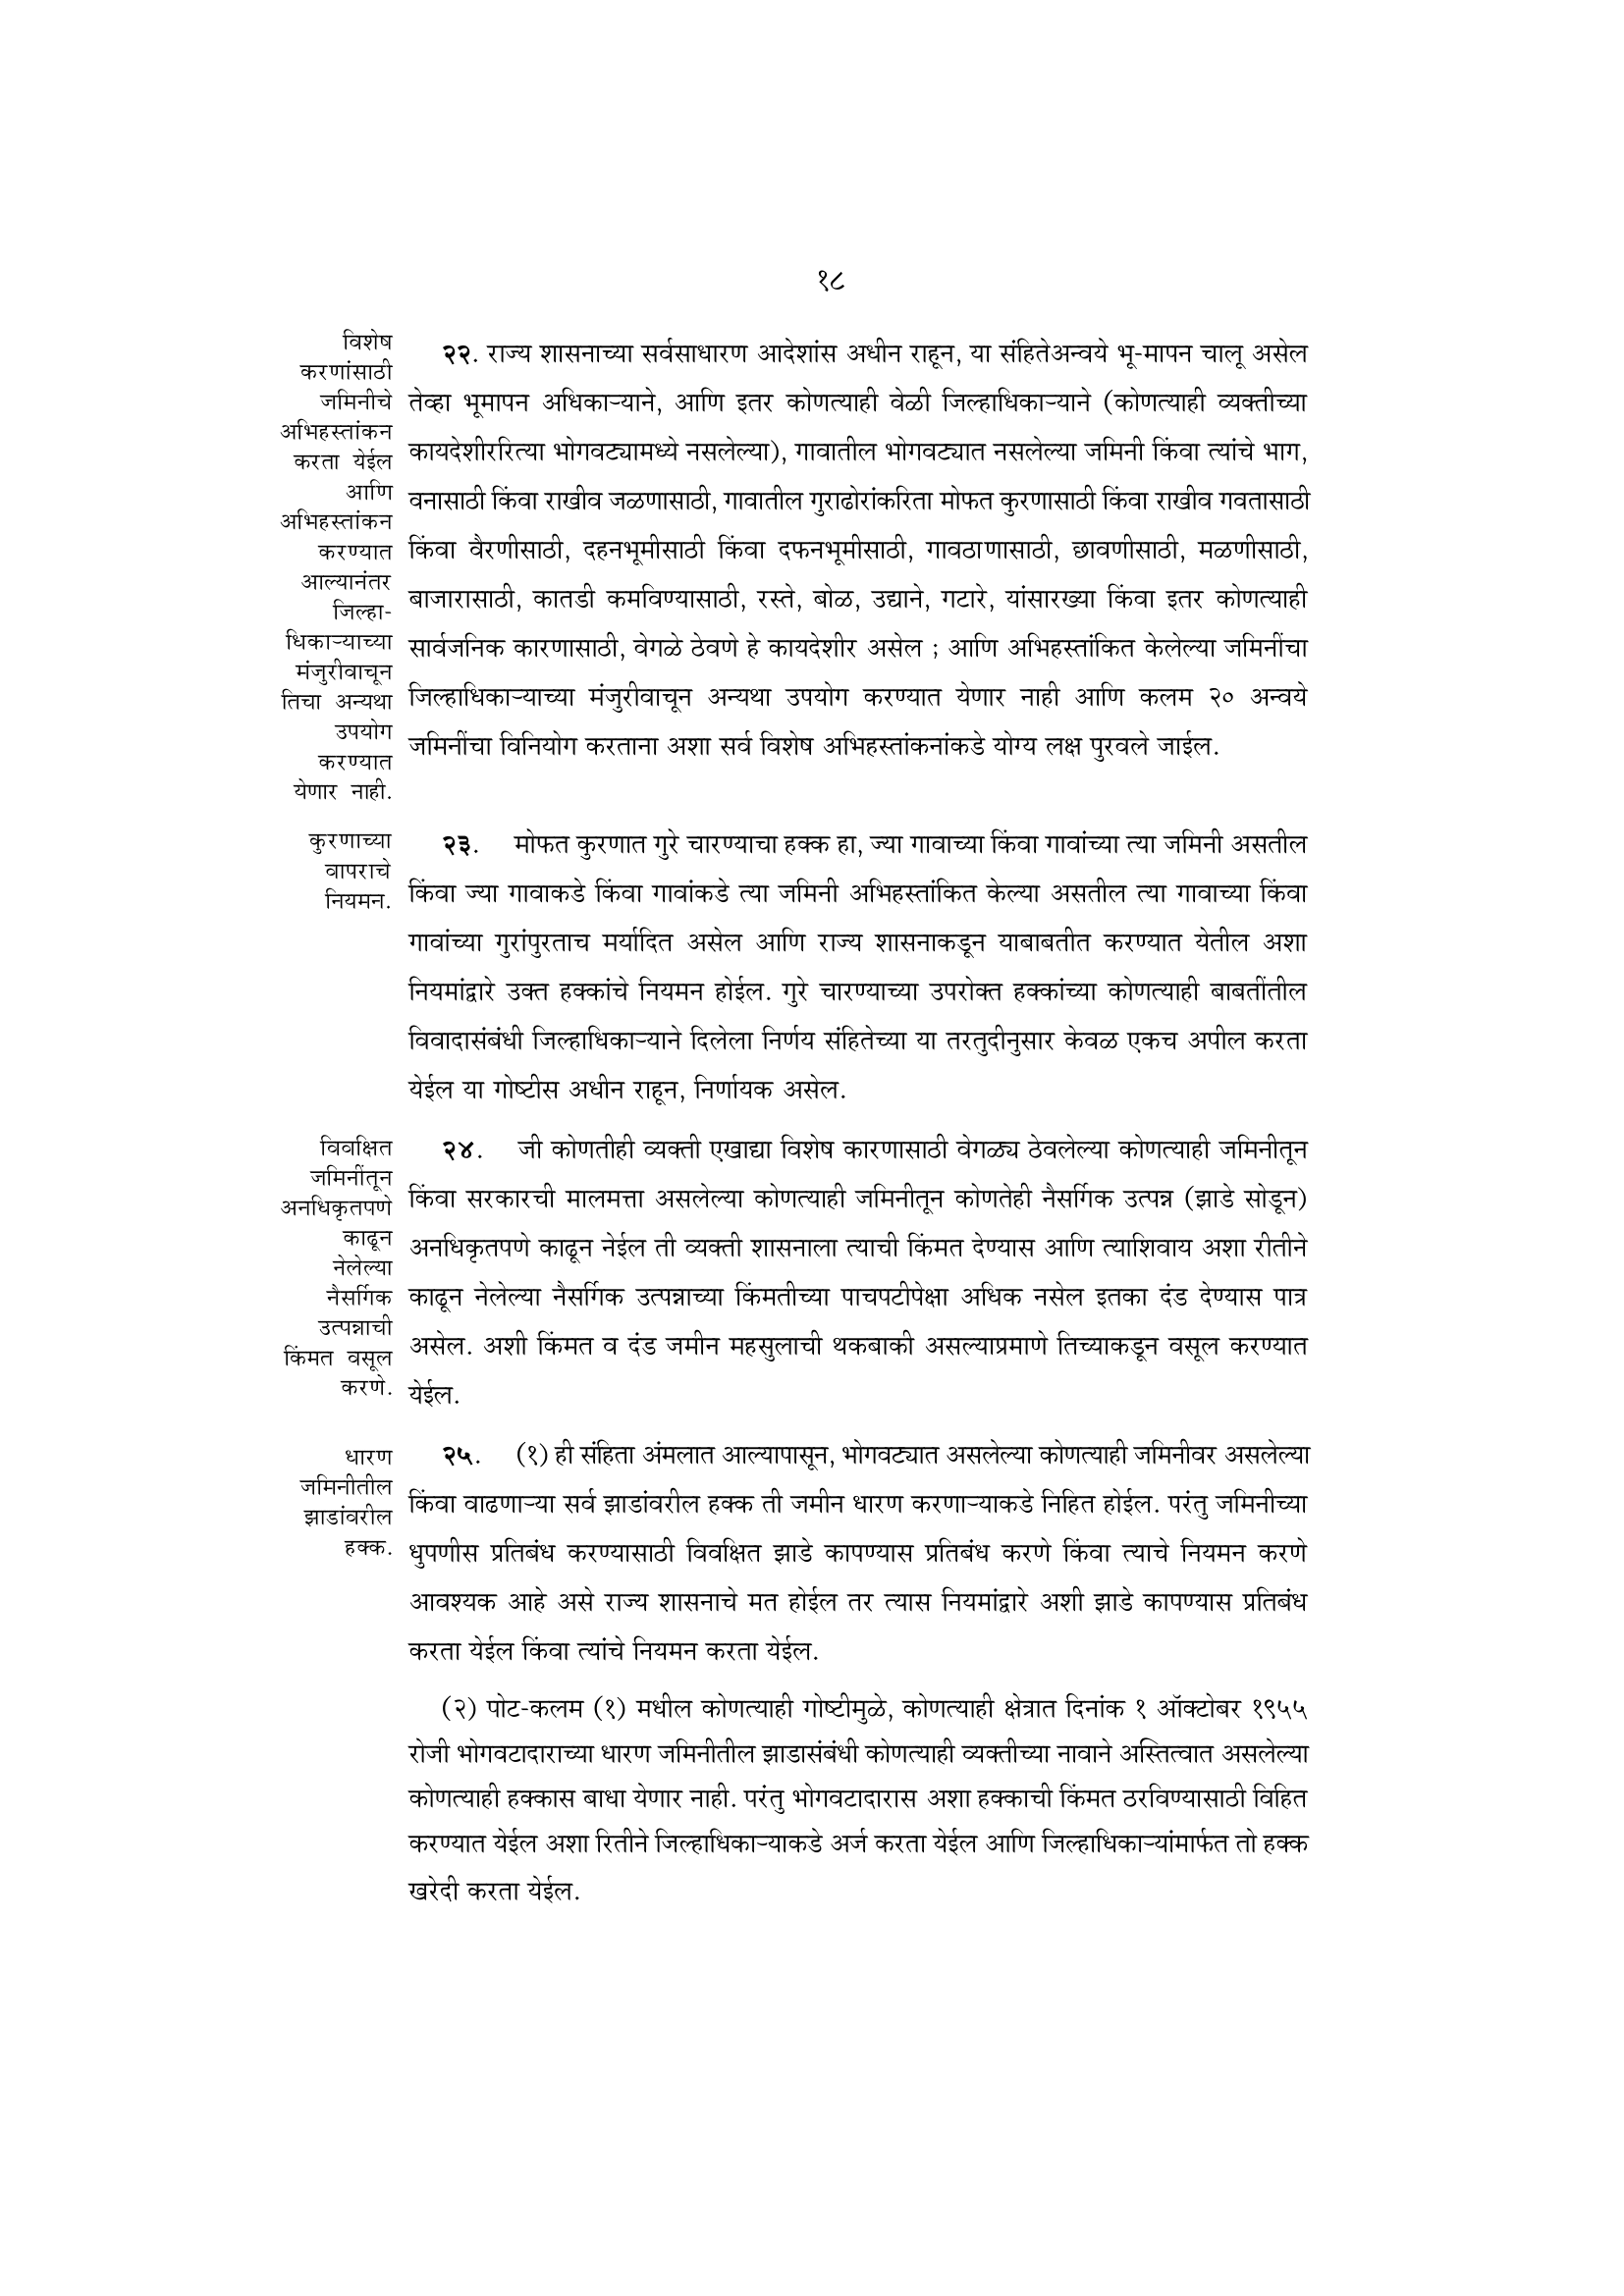 १८
विशेष
करणांसाठी
जमिनीचे
अभिहस्तांकन
करता येईल
आणि
अभिहस्तांकन
करण्यात
आल्यानंतर
जिल्हा-
धिकाऱ्याच्या
मंजुरीवाचून
तिचा अन्यथा
उपयोग
करण्यात
येणार नाही.
२२. राज्य शासनाच्या सर्वसाधारण आदेशांस अधीन राहून, या संहितेअन्वये भू-मापन चालू असेल
तेव्हा भूमापन अधिकाऱ्याने, आणि इतर कोणत्याही वेळी जिल्हाधिकाऱ्याने (कोणत्याही व्यक्तीच्या
कायदेशीररित्या भोगवट्यामध्ये नसलेल्या), गावातील भोगवट्यात नसलेल्या जमिनी किंवा त्यांचे भाग,
वनासाठी किंवा राखीव जळणासाठी, गावातील गुराढोरांकरिता मोफत कुरणासाठी किंवा राखीव गवतासाठी
किंवा वैरणीसाठी, दहनभूमीसाठी किंवा दफनभूमीसाठी, गावठाणासाठी, छावणीसाठी, मळणीसाठी,
बाजारासाठी, कातडी कमविण्यासाठी, रस्ते, बोळ, उद्याने, गटारे, यांसारख्या किंवा इतर कोणत्याही
सार्वजनिक कारणासाठी, वेगळे ठेवणे हे कायदेशीर असेल ; आणि अभिहस्तांकित केलेल्या जमिनींचा
जिल्हाधिकाऱ्याच्या मंजुरीवाचून अन्यथा उपयोग करण्यात येणार नाही आणि कलम २० अन्वये
जमिनींचा विनियोग करताना अशा सर्व विशेष अभिहस्तांकनांकडे योग्य लक्ष पुरवले जाईल.
कुरणाच्या
वापराचे
नियमन.
२३. मोफत कुरणात गुरे चारण्याचा हक्क हा, ज्या गावाच्या किंवा गावांच्या त्या जमिनी असतील
किंवा ज्या गावाकडे किंवा गावांकडे त्या जमिनी अभिहस्तांकित केल्या असतील त्या गावाच्या किंवा
गावांच्या गुरांपुरताच मर्यादित असेल आणि राज्य शासनाकडून याबाबतीत करण्यात येतील अशा
नियमांद्वारे उक्त हक्कांचे नियमन होईल. गुरे चारण्याच्या उपरोक्त हक्कांच्या कोणत्याही बाबतींतील
विवादासंबंधी जिल्हाधिकाऱ्याने दिलेला निर्णय संहितेच्या या तरतुदीनुसार केवळ एकच अपील करता
येईल या गोष्टीस अधीन राहून, निर्णायक असेल.
विवक्षित
जमिनींतून
अनधिकृतपणे
काढून
नेलेल्या
नैसर्गिक
उत्पन्नाची
किंमत वसूल
करणे.
२४. जी कोणतीही व्यक्ती एखाद्या विशेष कारणासाठी वेगळ्य ठेवलेल्या कोणत्याही जमिनीतून
किंवा सरकारची मालमत्ता असलेल्या कोणत्याही जमिनीतून कोणतेही नैसर्गिक उत्पन्न (झाडे सोडून)
अनधिकृतपणे काढून नेईल ती व्यक्ती शासनाला त्याची किंमत देण्यास आणि त्याशिवाय अशा रीतीने
काढून नेलेल्या नैसर्गिक उत्पन्नाच्या किंमतीच्या पाचपटीपेक्षा अधिक नसेल इतका दंड देण्यास पात्र
असेल. अशी किंमत व दंड जमीन महसुलाची थकबाकी असल्याप्रमाणे तिच्याकडून वसूल करण्यात
येईल.
धारण
जमिनीतील
झाडांवरील
हक्क.
२५. (१) ही संहिता अंमलात आल्यापासून, भोगवट्यात असलेल्या कोणत्याही जमिनीवर असलेल्या
किंवा वाढणाऱ्या सर्व झाडांवरील हक्क ती जमीन धारण करणाऱ्याकडे निहित होईल. परंतु जमिनीच्या
धुपणीस प्रतिबंध करण्यासाठी विवक्षित झाडे कापण्यास प्रतिबंध करणे किंवा त्याचे नियमन करणे
आवश्यक आहे असे राज्य शासनाचे मत होईल तर त्यास नियमांद्वारे अशी झाडे कापण्यास प्रतिबंध
करता येईल किंवा त्यांचे नियमन करता येईल.
(२) पोट-कलम (१) मधील कोणत्याही गोष्टीमुळे, कोणत्याही क्षेत्रात दिनांक १ ऑक्टोबर १९५५
रोजी भोगवटादाराच्या धारण जमिनीतील झाडासंबंधी कोणत्याही व्यक्तीच्या नावाने अस्तित्वात असलेल्या
कोणत्याही हक्कास बाधा येणार नाही. परंतु भोगवटादारास अशा हक्काची किंमत ठरविण्यासाठी विहित
करण्यात येईल अशा रितीने जिल्हाधिकाऱ्याकडे अर्ज करता येईल आणि जिल्हाधिकाऱ्यांमार्फत तो हक्क
खरेदी करता येईल.